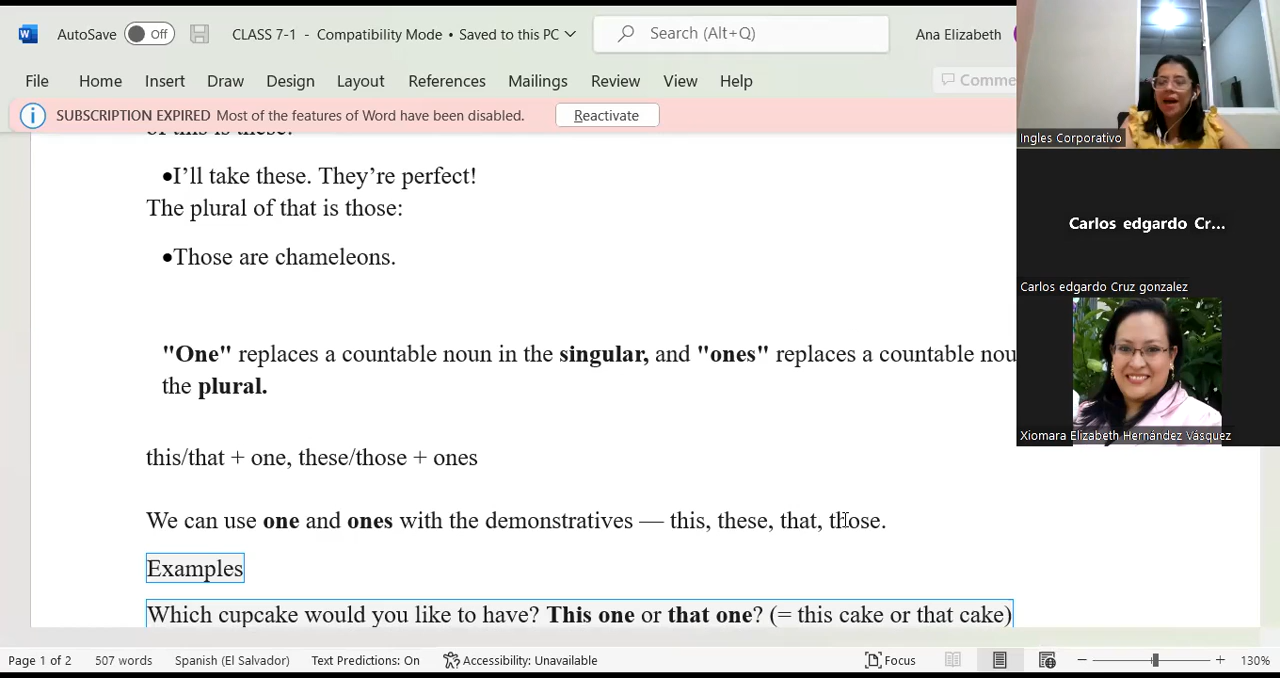 AutoSave Off CLASS 7-1 - Compatibility Mode • Saved to this PC Search (Alt+Q) Ana Elizabeth
File Home Insert Draw Design Layout References Mailings Review View Help
SUBSCRIPTION EXPIRED Most of the features of Word have been disabled. Reactivate
of this is these:
•I'll take these. They're perfect!
The plural of that is those:
•Those are chameleons.
"One" replaces a countable noun in the singular, and "ones" replaces a countable
the plural.
this/that + one, these/those + ones
We can use one and ones with the demonstratives — this, these, that, those.
Examples
Which cupcake would you like to have? This one or that one? (= this cake or that cake)
Page 1 of 2 507 words Spanish (El Salvador) Text Predictions: On Accessibility: Unavailable Focus 130%
Ingles Corporativo
Carlos edgardo Cr...
Carlos edgardo Cruz gonzalez
Xiomara Elizabeth Hernández Vásquez